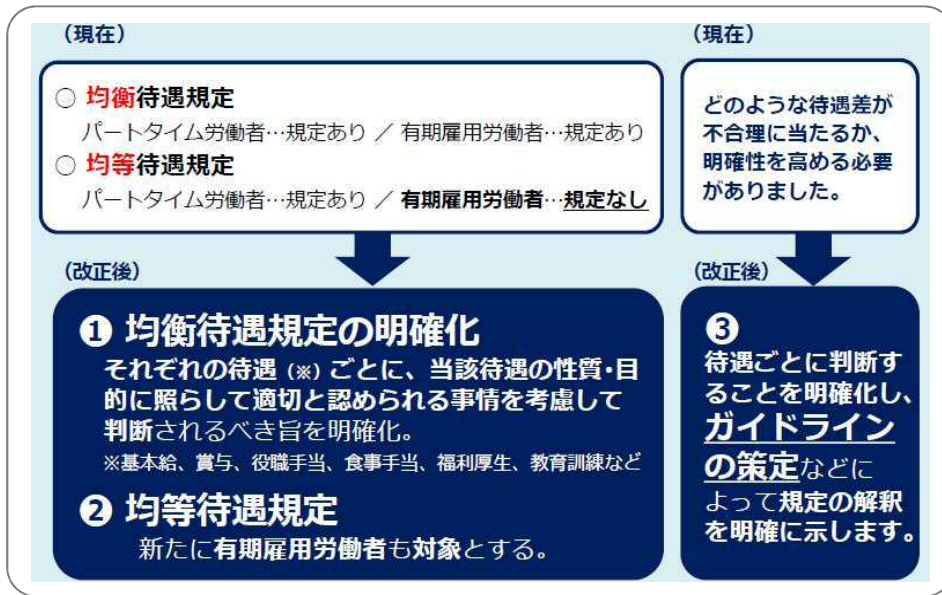 （現在）
○ 均衡待遇規定
パートタイム労働者…規定あり ／ 有期雇用労働者…規定あり
○ 均等待遇規定
パートタイム労働者…規定あり ／ 有期雇用労働者…規定なし
（改正後）
❶ 均衡待遇規定の明確化
それぞれの待遇（※）ごとに、当該待遇の性質・目
的に照らして適切と認められる事情を考慮して
判断されるべき旨を明確化。
※基本給、賞与、役職手当、食事手当、福利厚生、教育訓練など
❷ 均等待遇規定
新たに有期雇用労働者も対象とする。
（現在）
どのような待遇差が
不合理に当たるか、
明確性を高める必要
がありました。
（改正後）
❸
待遇ごとに判断す
ることを明確化し、
ガイドライン
の策定などに
よって規定の解釈
を明確に示します。